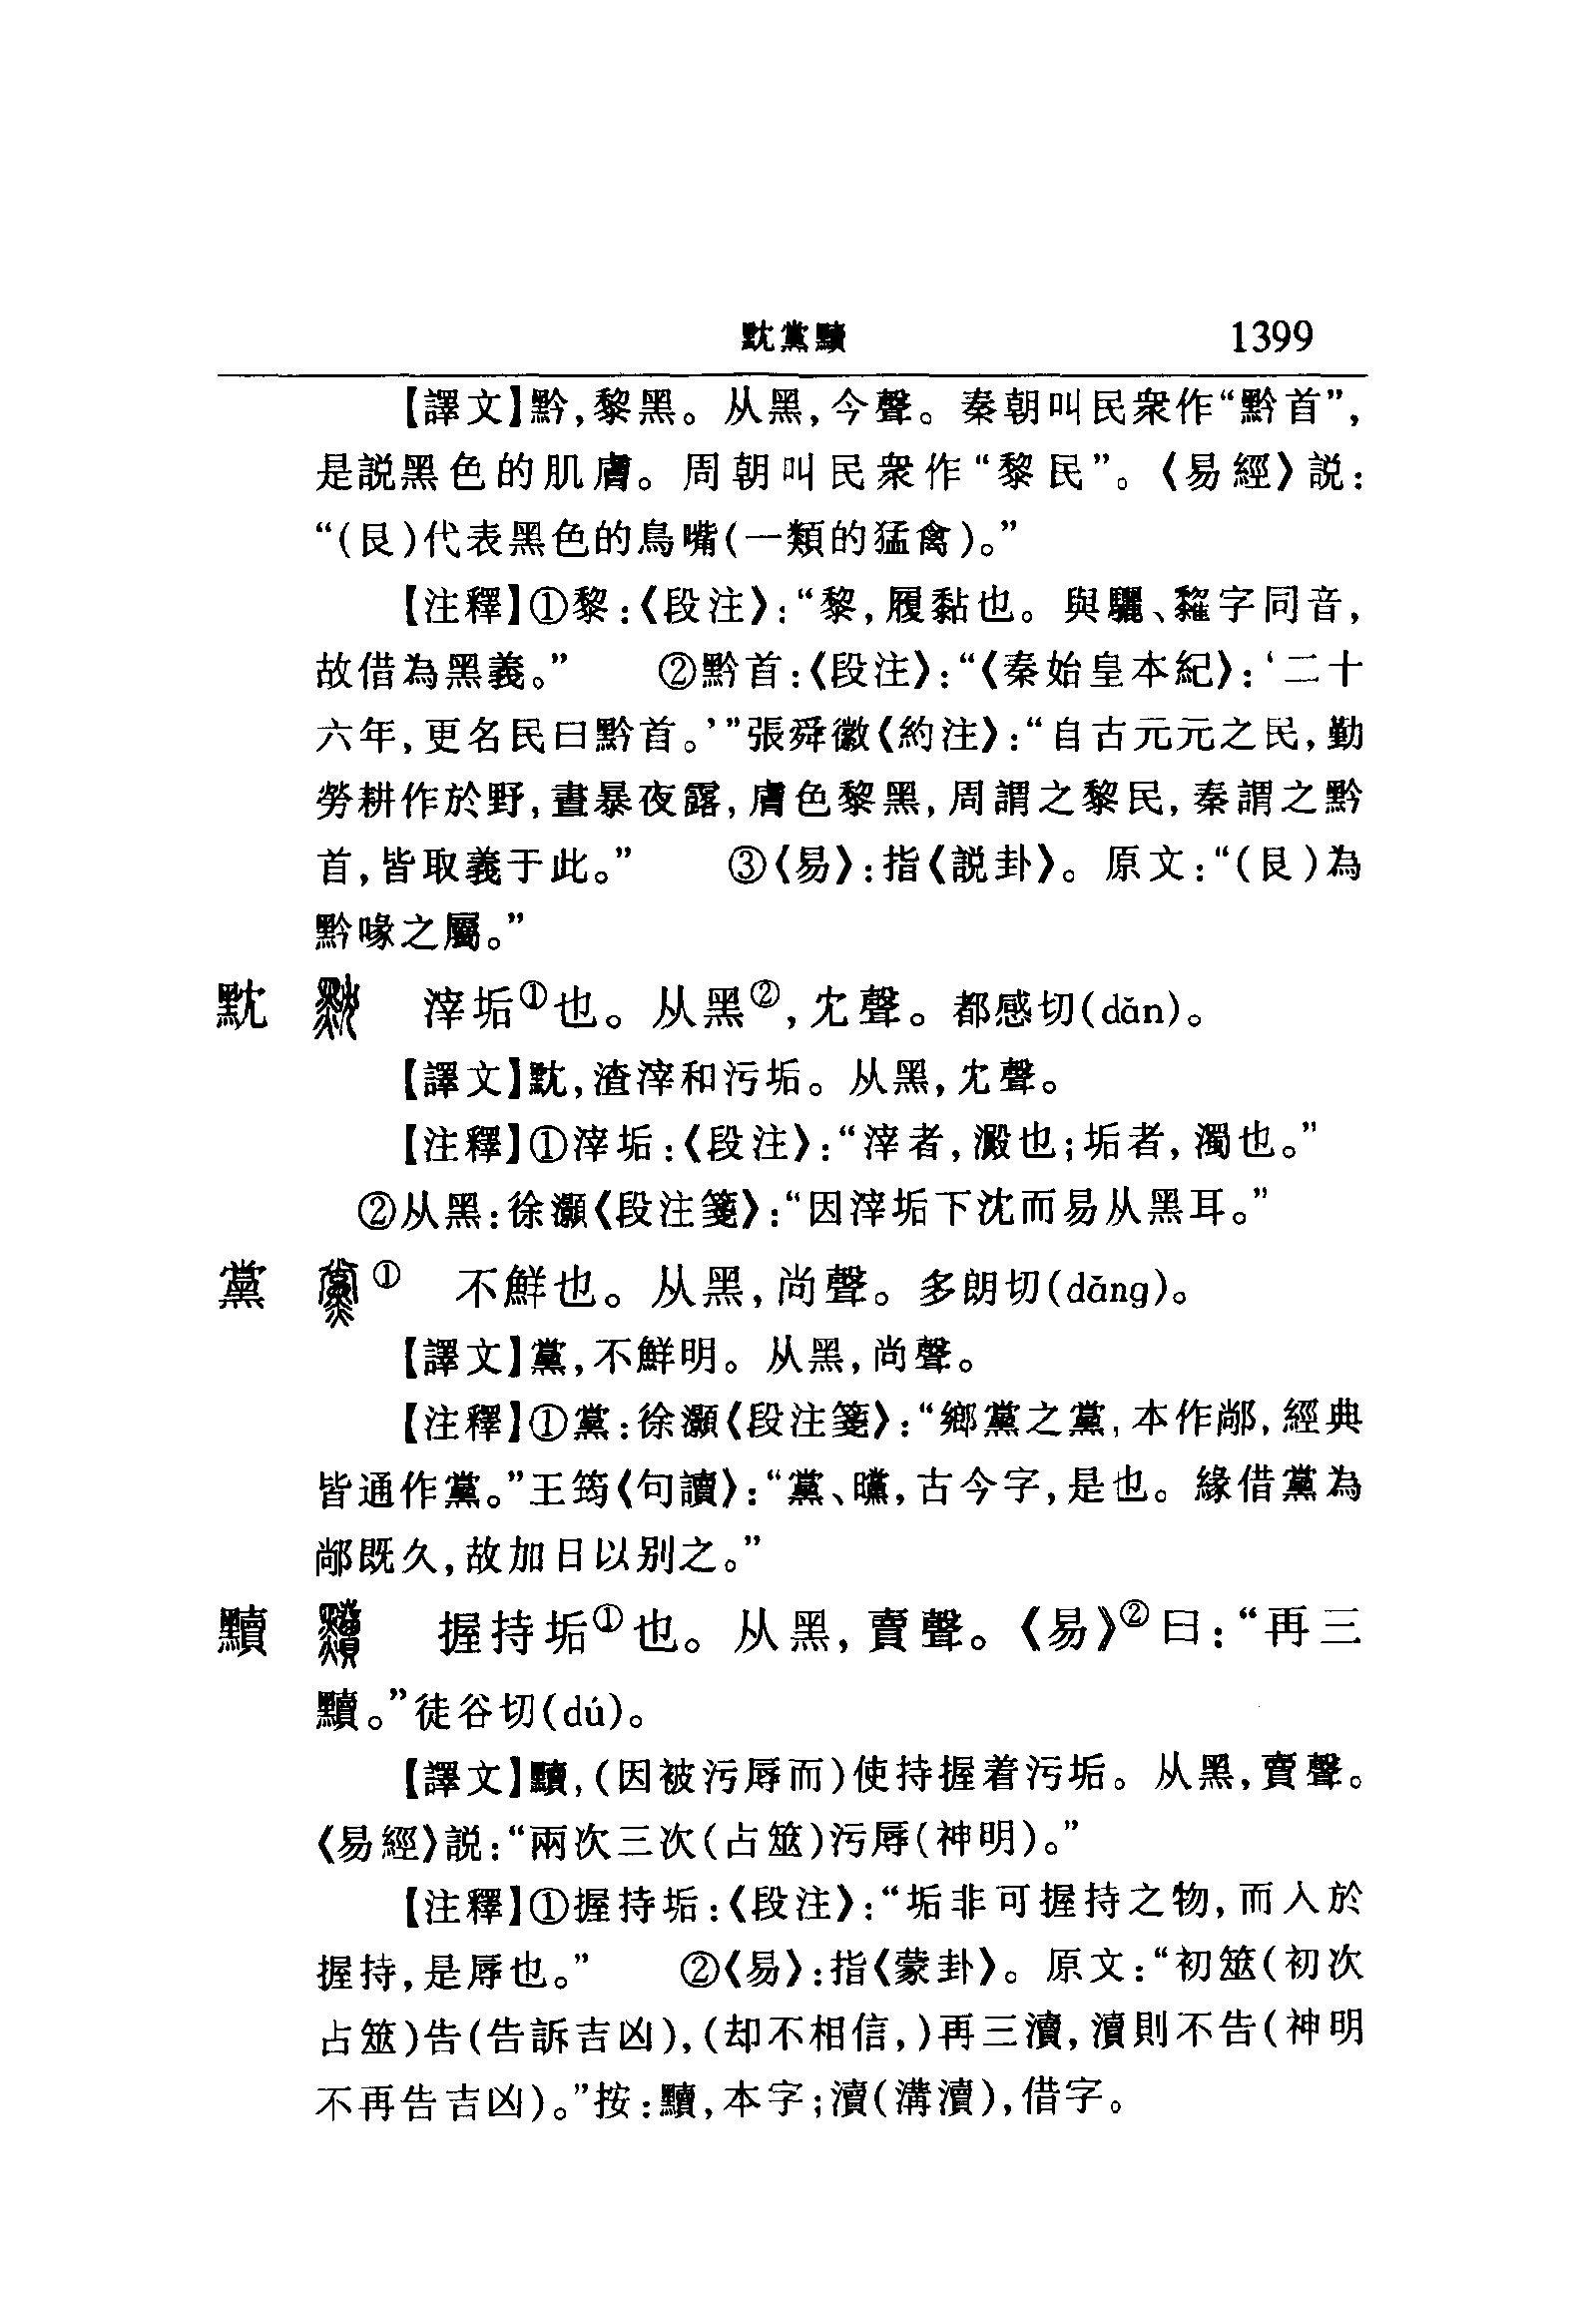 黕黨黷 1399
【譯文】黔,黎黑。从黑,今聲。秦朝叫民衆作“黔首”,
是説黑色的肌膚。周朝叫民衆作“黎民”。《易經》説:
“(艮)代表黑色的鳥嘴(一類的猛禽)。”
【注釋】①黎:《段注》:“黎,履黏也。與驪、黧字同音,
故借為黑義。” ②黔首:《段注》:“《秦始皇本紀》:‘二十
六年,更名民曰黔首。’”張舜徽《約注》:“自古元元之民,勤
勞耕作於野,晝暴夜露,膚色黎黑,周謂之黎民,秦謂之黔
首,皆取義于此。” ③《易》:指《説卦》。原文:“(艮)為
黔喙之屬。”
黕 滓垢①也。从黑②,冘聲。都感切(dǎn)。
【譯文】黕,渣滓和污垢。从黑,冘聲。
【注釋】①滓垢:《段注》:“滓者,澱也;垢者,濁也。”
②从黑:徐灝《段注箋》:“因滓垢下沈而易从黑耳。”
黨 ① 不鮮也。从黑,尚聲。多朗切(dǎng)。
【譯文】黨,不鮮明。从黑,尚聲。
【注釋】①黨:徐灝《段注箋》:“鄉黨之黨,本作鄗,經典
皆通作黨。”王筠《句讀》:“黨、曭,古今字,是也。緣借黨為
鄗既久,故加日以别之。”
黷 握持垢①也。从黑,賣聲。《易》②曰:“再三
黷。”徒谷切(dú)。
【譯文】黷,(因被污辱而)使持握着污垢。从黑,賣聲。
《易經》説:“兩次三次(占筮)污辱(神明)。”
【注釋】①握持垢:《段注》:“垢非可握持之物,而入於
握持,是辱也。” ②《易》:指《蒙卦》。原文:“初筮(初次
占筮)告(告訴吉凶),(却不相信,)再三瀆,瀆則不告(神明
不再告吉凶)。”按:黷,本字;瀆(溝瀆),借字。